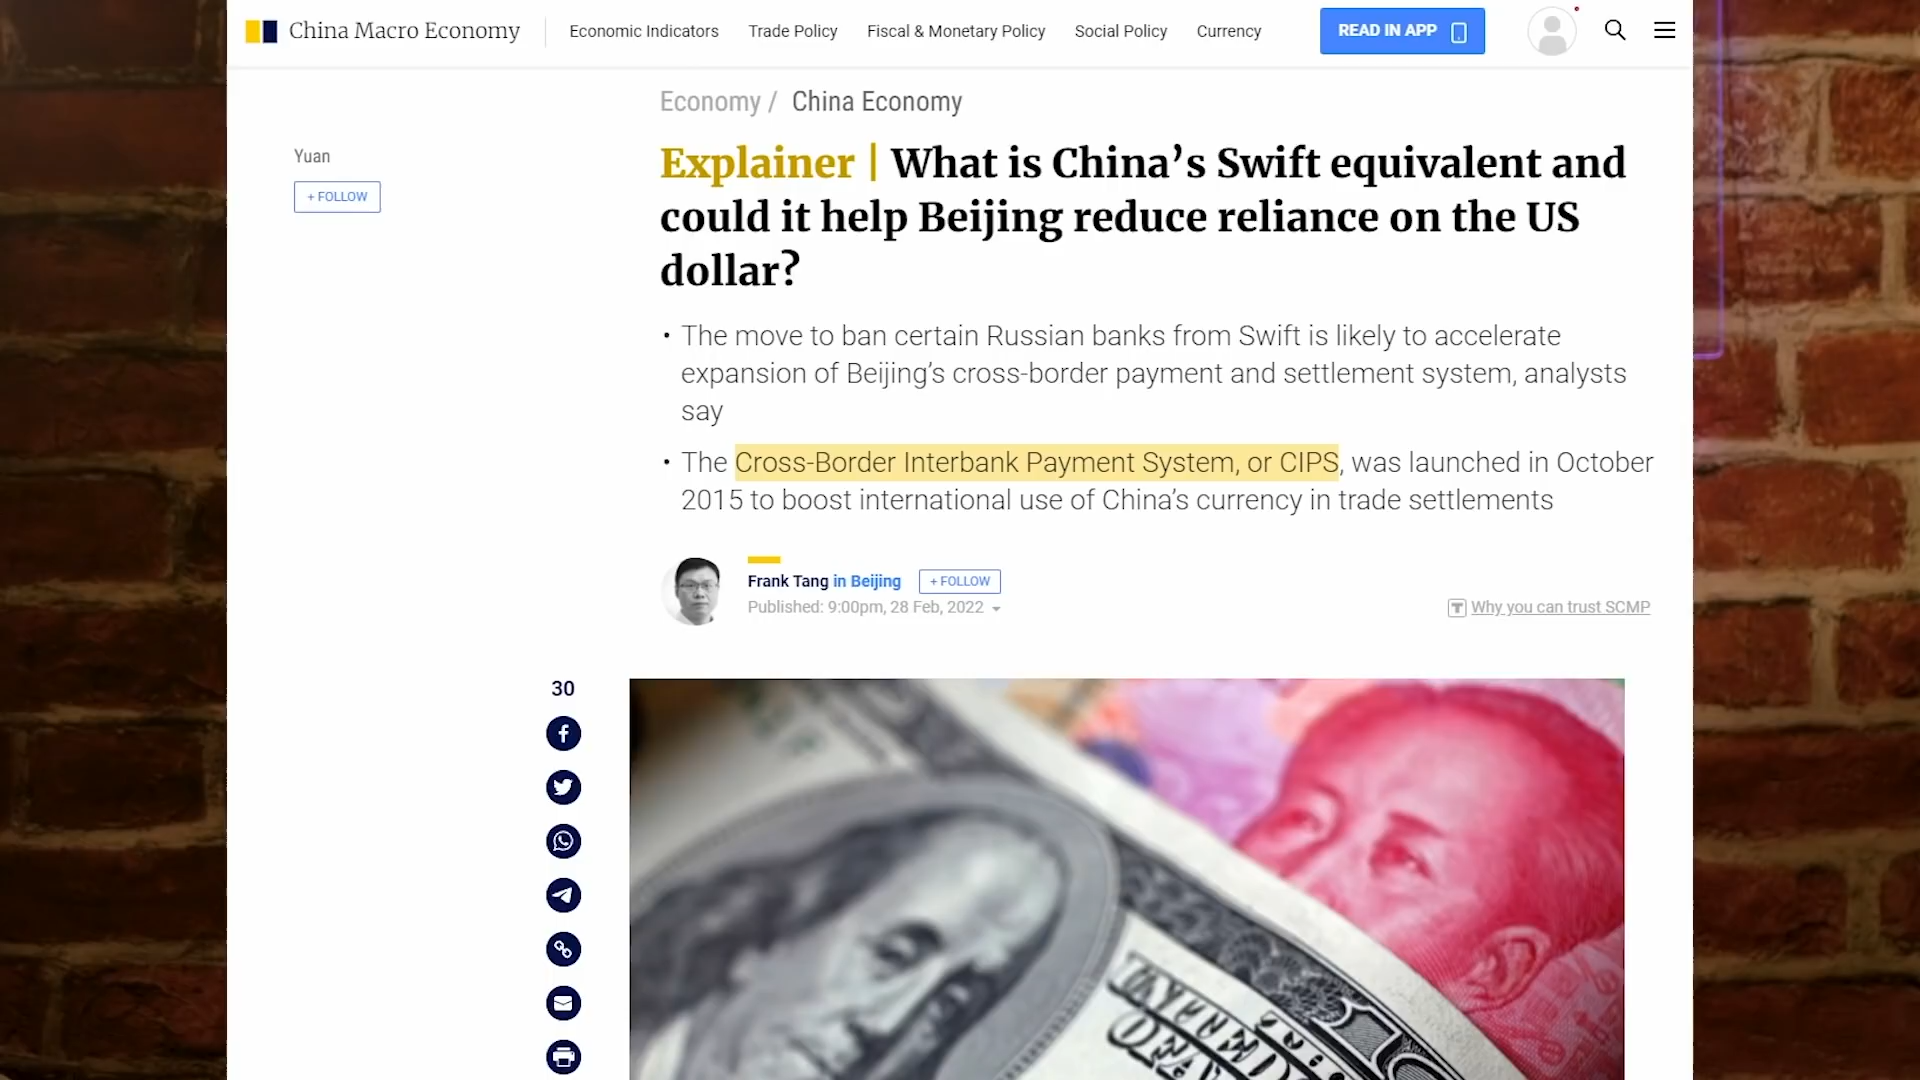 China Macro Economy
Economic Indicators
Trade Policy
Fiscal & Monetary Policy
Social Policy
Currency
READ IN APP
Economy / China Economy
Yuan
+ FOLLOW
Explainer | What is China’s Swift equivalent and
could it help Beijing reduce reliance on the US
dollar?
• The move to ban certain Russian banks from Swift is likely to accelerate
expansion of Beijing’s cross-border payment and settlement system, analysts
say
• The Cross-Border Interbank Payment System, or CIPS, was launched in October
2015 to boost international use of China’s currency in trade settlements
Frank Tang in Beijing
+ FOLLOW
Published: 9:00pm, 28 Feb, 2022
T Why you can trust SCMP
30